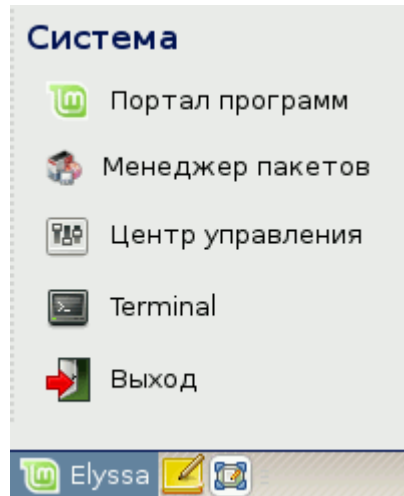 Система
Портал программ
Менеджер пакетов
Центр управления
Terminal
Выход
Elyssa